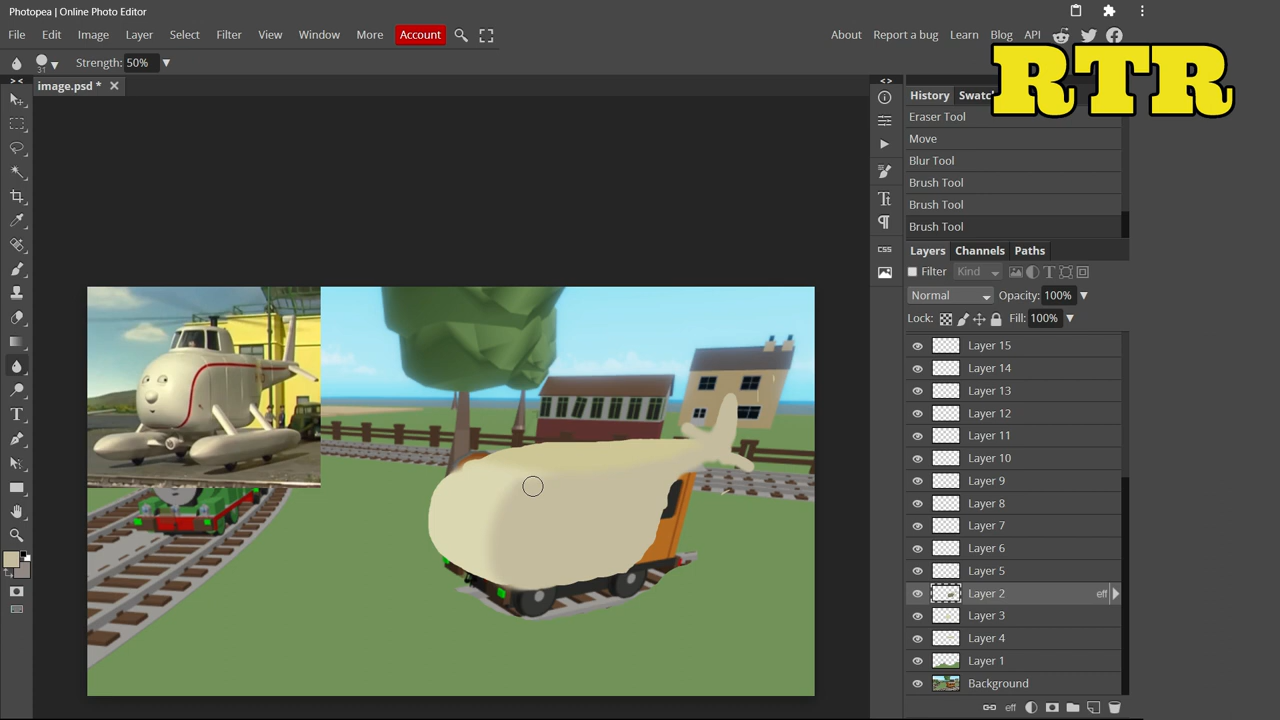 Photopea | Online Photo Editor
File Edit Image Layer Select Filter View Window More Account
About Report a bug Learn Blog API
31 Strength: 50%
RTR
image.psd *
History Swatc
Eraser Tool
Move
Blur Tool
Brush Tool
Brush Tool
Brush Tool
Layers Channels Paths
Filter Kind
Normal Opacity: 100%
Lock: Fill: 100%
Layer 15
Layer 14
Layer 13
Layer 12
Layer 11
Layer 10
Layer 9
Layer 8
Layer 7
Layer 6
Layer 5
Layer 2 eff
Layer 3
Layer 4
Layer 1
Background
eff
CSS